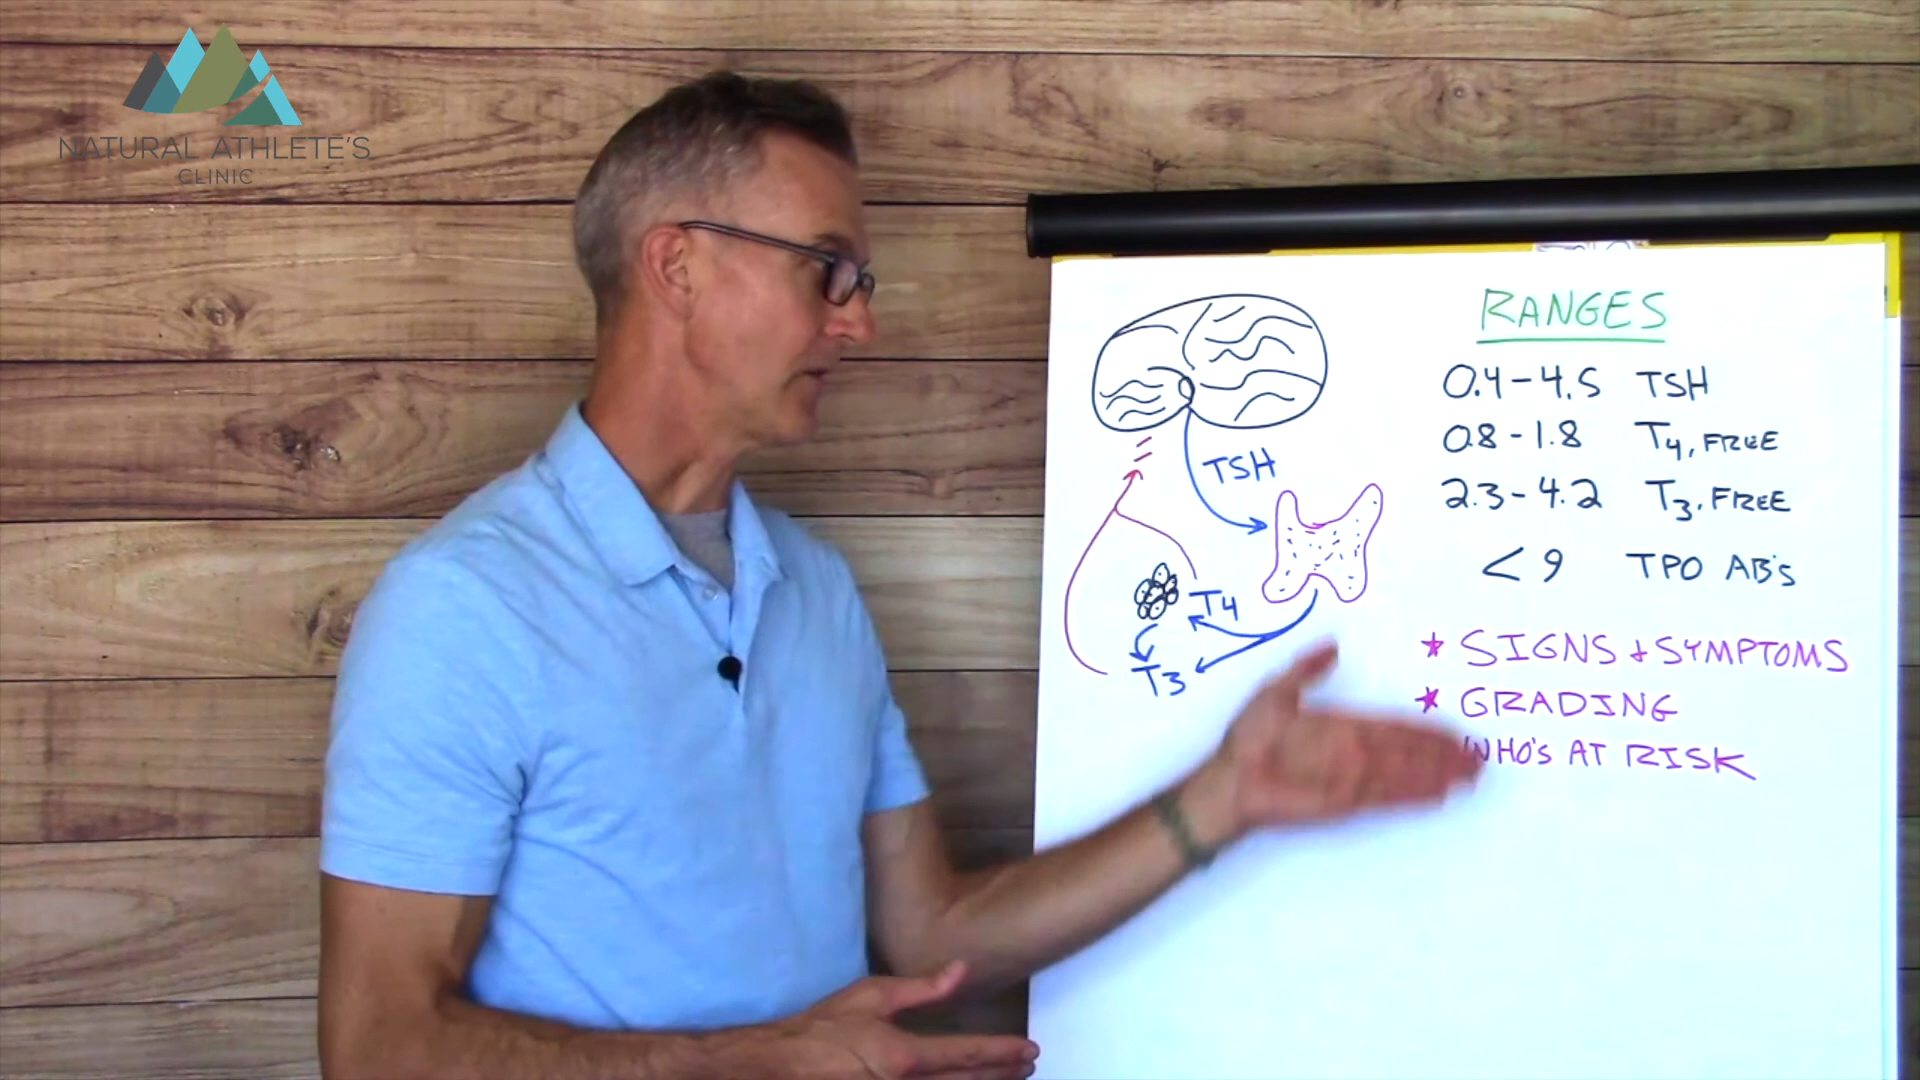 NATURAL ATHLETE'S
CLINIC
RANGES
0.4-4.5 TSH
0.8-1.8 T4, FREE
2.3-4.2 T3, FREE
< 9 TPO AB's
* SIGNS + SYMPTOMS
* GRADING
WHO'S AT RISK
TSH
T4
T3